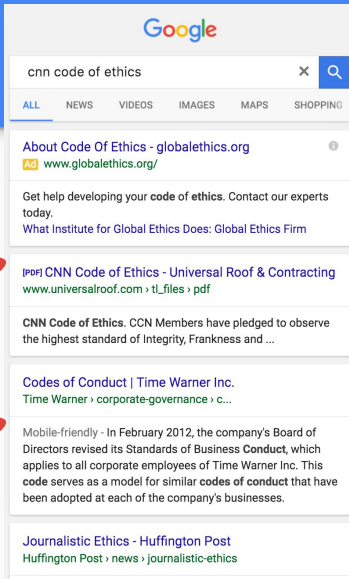 Google
cnn code of ethics
ALL NEWS VIDEOS IMAGES MAPS SHOPPING
About Code Of Ethics - globalethics.org
Ad www.globalethics.org/
Get help developing your code of ethics. Contact our experts
today.
What Institute for Global Ethics Does: Global Ethics Firm
[PDF] CNN Code of Ethics - Universal Roof & Contracting
www.universalroof.com › tl_files › pdf
CNN Code of Ethics. CCN Members have pledged to observe
the highest standard of Integrity, Frankness and ...
Codes of Conduct | Time Warner Inc.
Time Warner › corporate-governance › c...
Mobile-friendly - In February 2012, the company's Board of
Directors revised its Standards of Business Conduct, which
applies to all corporate employees of Time Warner Inc. This
code serves as a model for similar codes of conduct that have
been adopted at each of the company's businesses.
Journalistic Ethics - Huffington Post
Huffington Post › news › journalistic-ethics